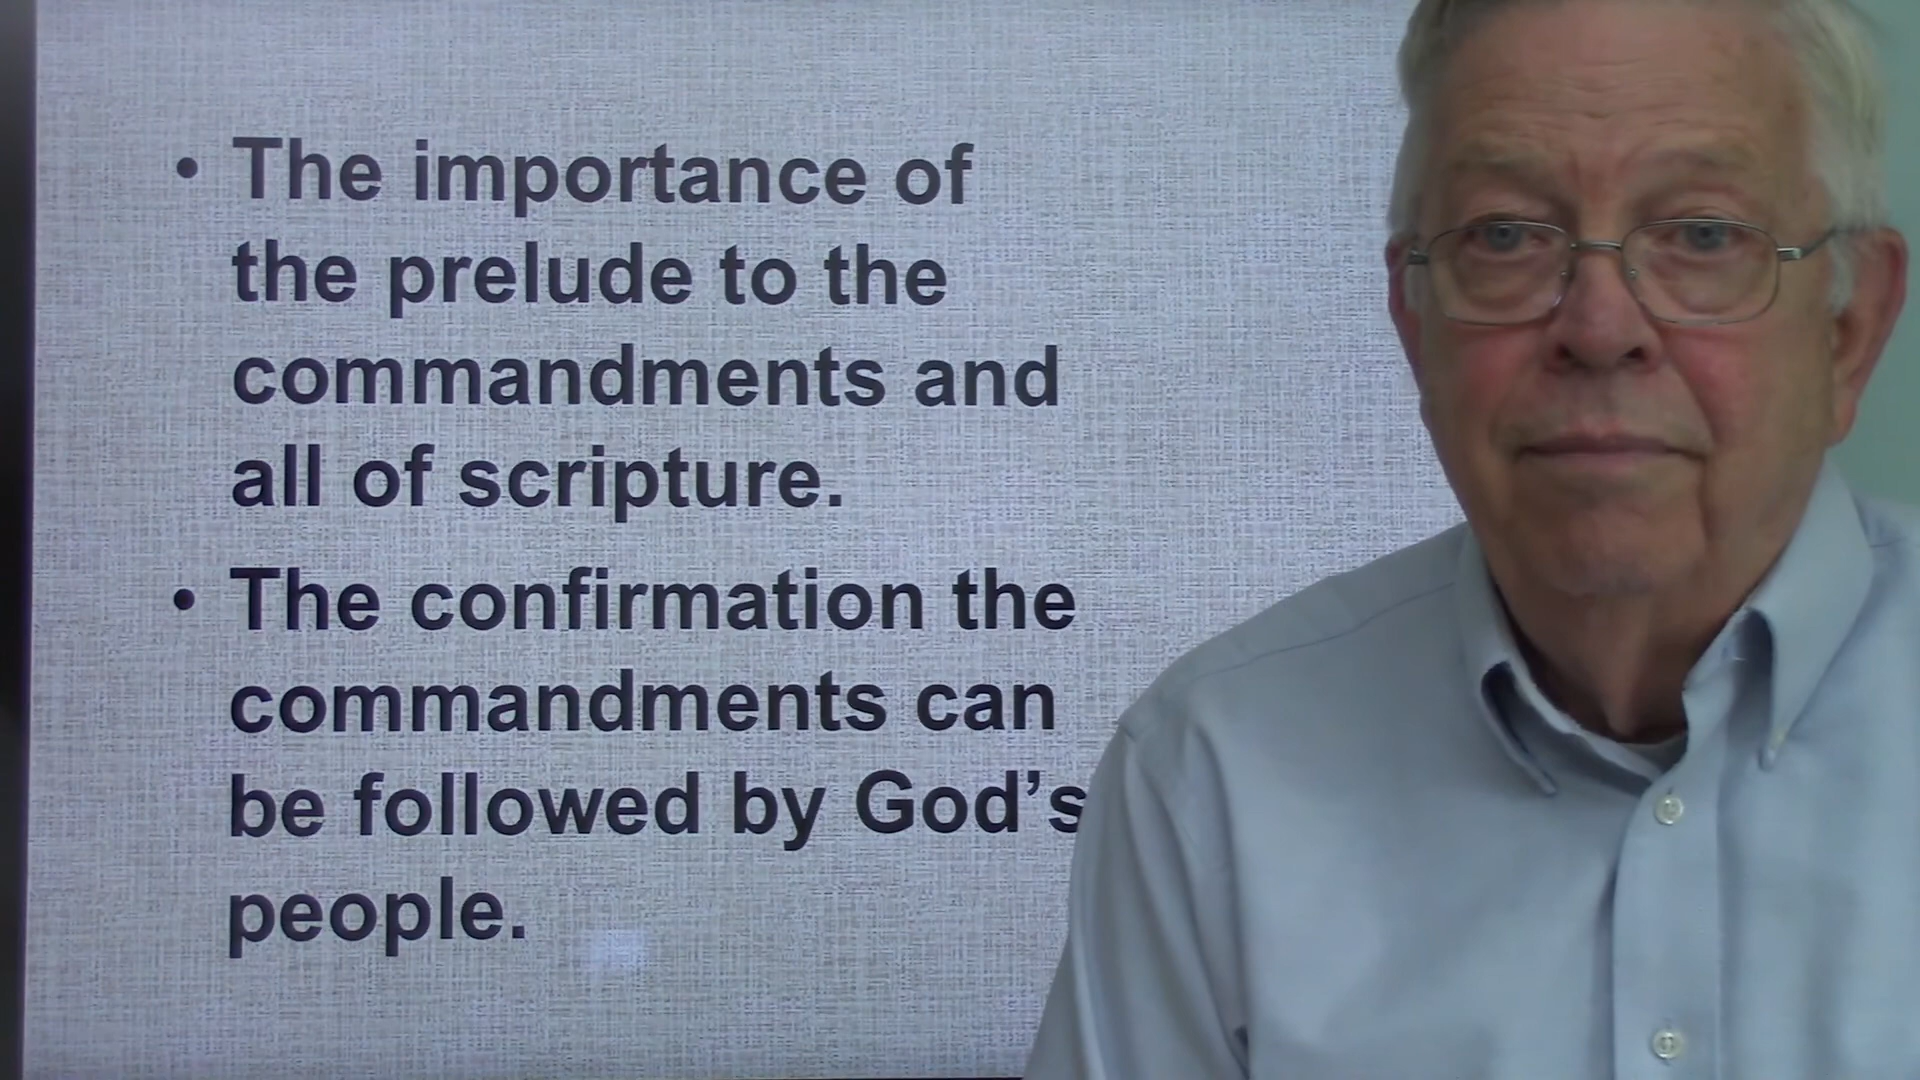 • The importance of
the prelude to the
commandments and
all of scripture.
• The confirmation the
commandments can
be followed by God's
people.